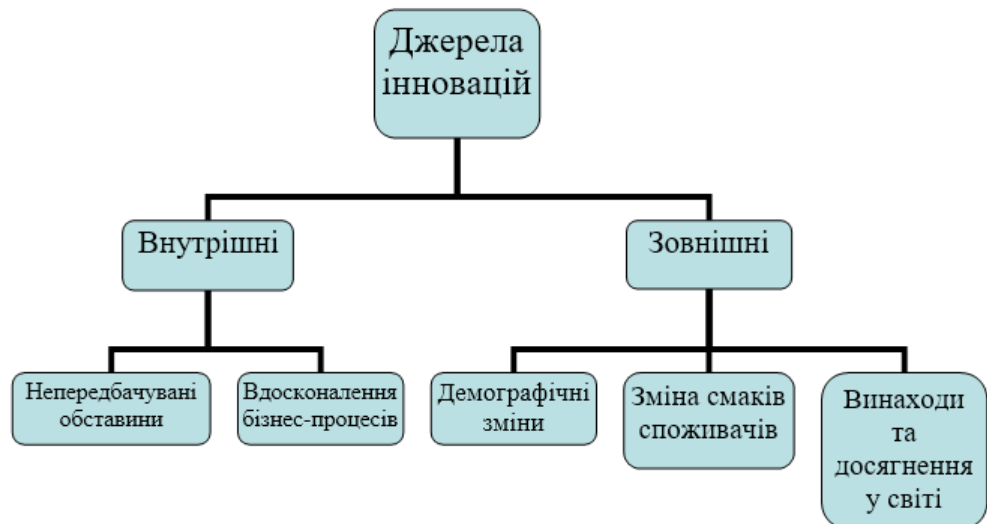 Джерела
інновацій
Внутрішні
Зовнішні
Непередбачувані
обставини
Вдосконалення
бізнес-процесів
Демографічні
зміни
Зміна смаків
споживачів
Винаходи
та
досягнення
у світі